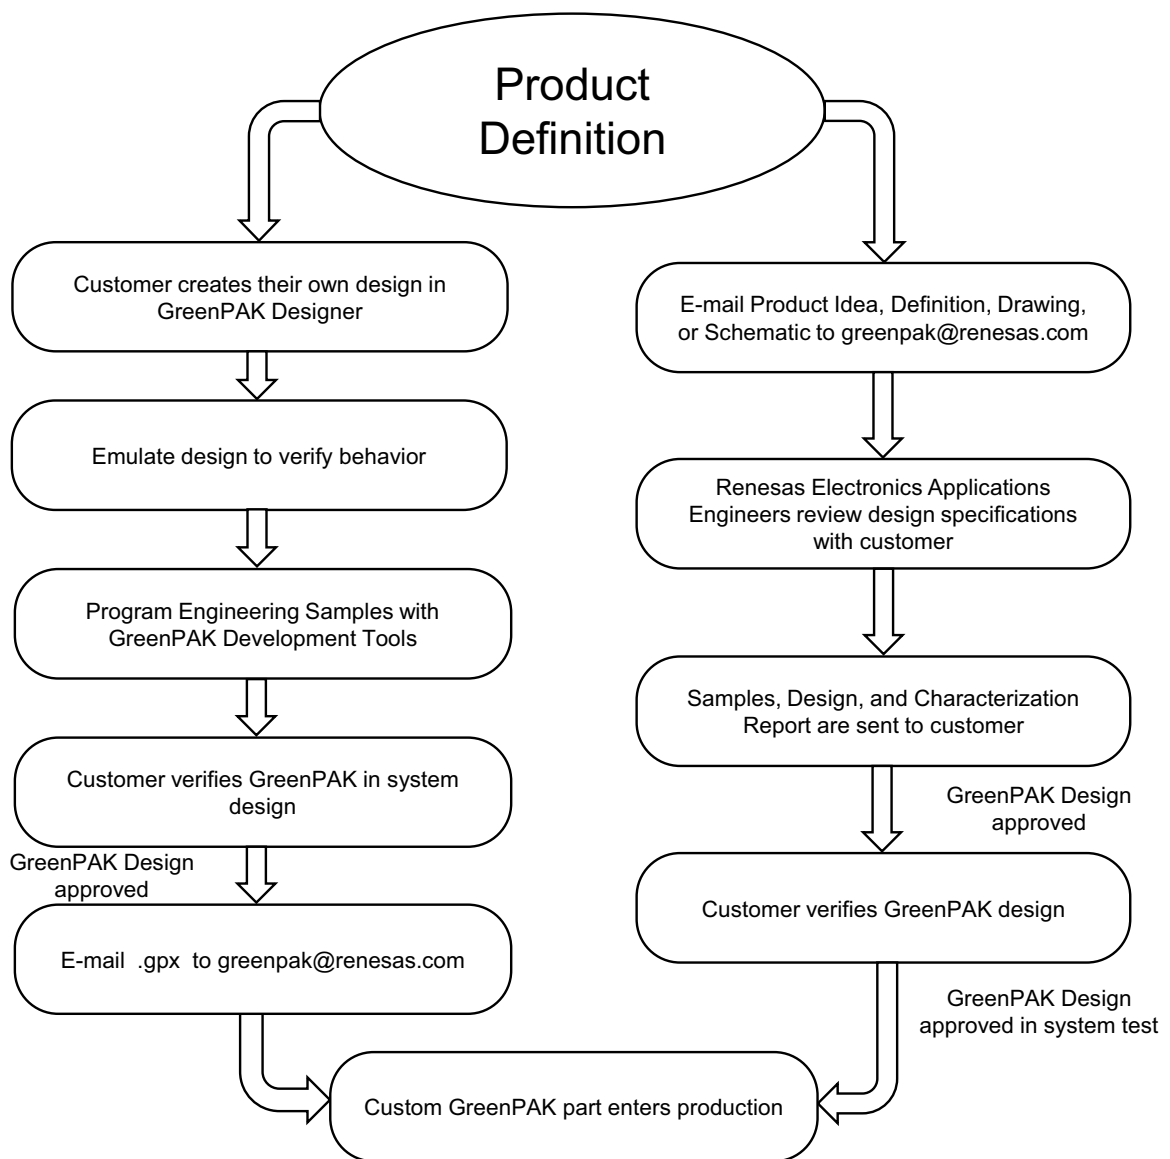 Product
Definition
Customer creates their own design in
GreenPAK Designer
Emulate design to verify behavior
Program Engineering Samples with
GreenPAK Development Tools
Customer verifies GreenPAK in system
design
GreenPAK Design
approved
E-mail .gpx to greenpak@renesas.com
E-mail Product Idea, Definition, Drawing,
or Schematic to greenpak@renesas.com
Renesas Electronics Applications
Engineers review design specifications
with customer
Samples, Design, and Characterization
Report are sent to customer
GreenPAK Design
approved
Customer verifies GreenPAK design
GreenPAK Design
approved in system test
Custom GreenPAK part enters production